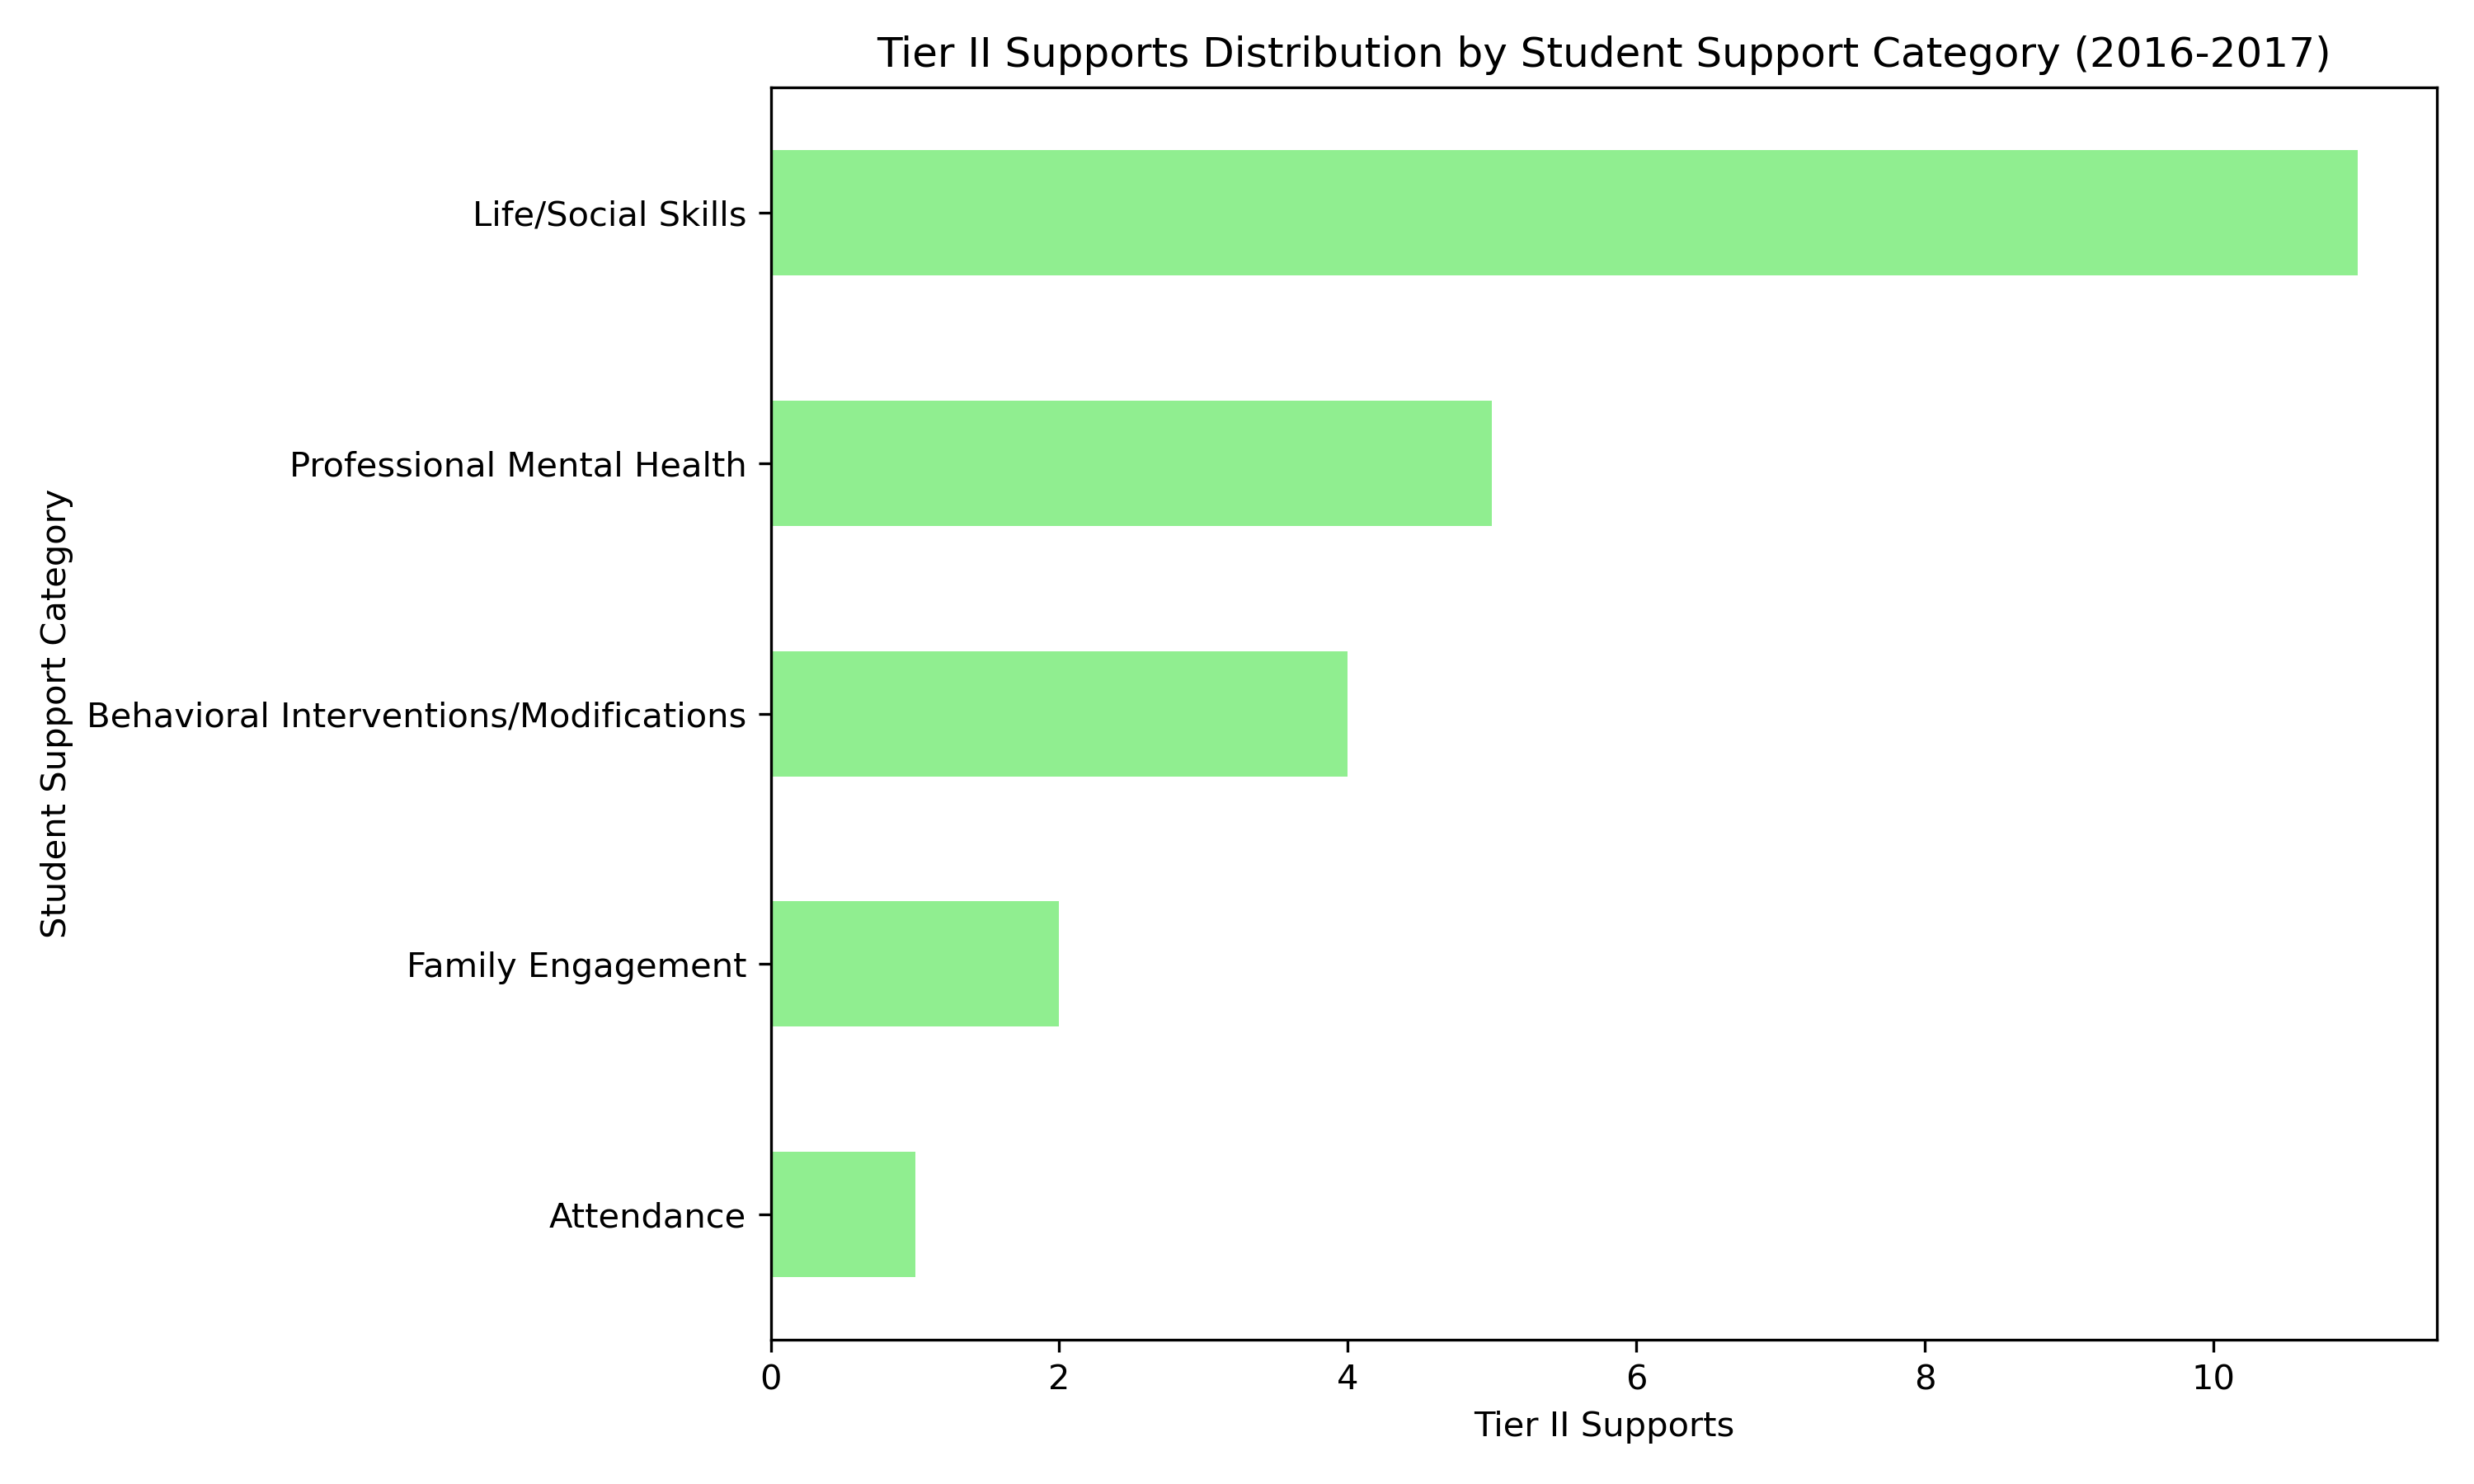 Tier II Supports Distribution by Student Support Category (2016-2017)
Student Support Category
Life/Social Skills
Professional Mental Health
Behavioral Interventions/Modifications
Family Engagement
Attendance
0 2 4 6 8 10
Tier II Supports